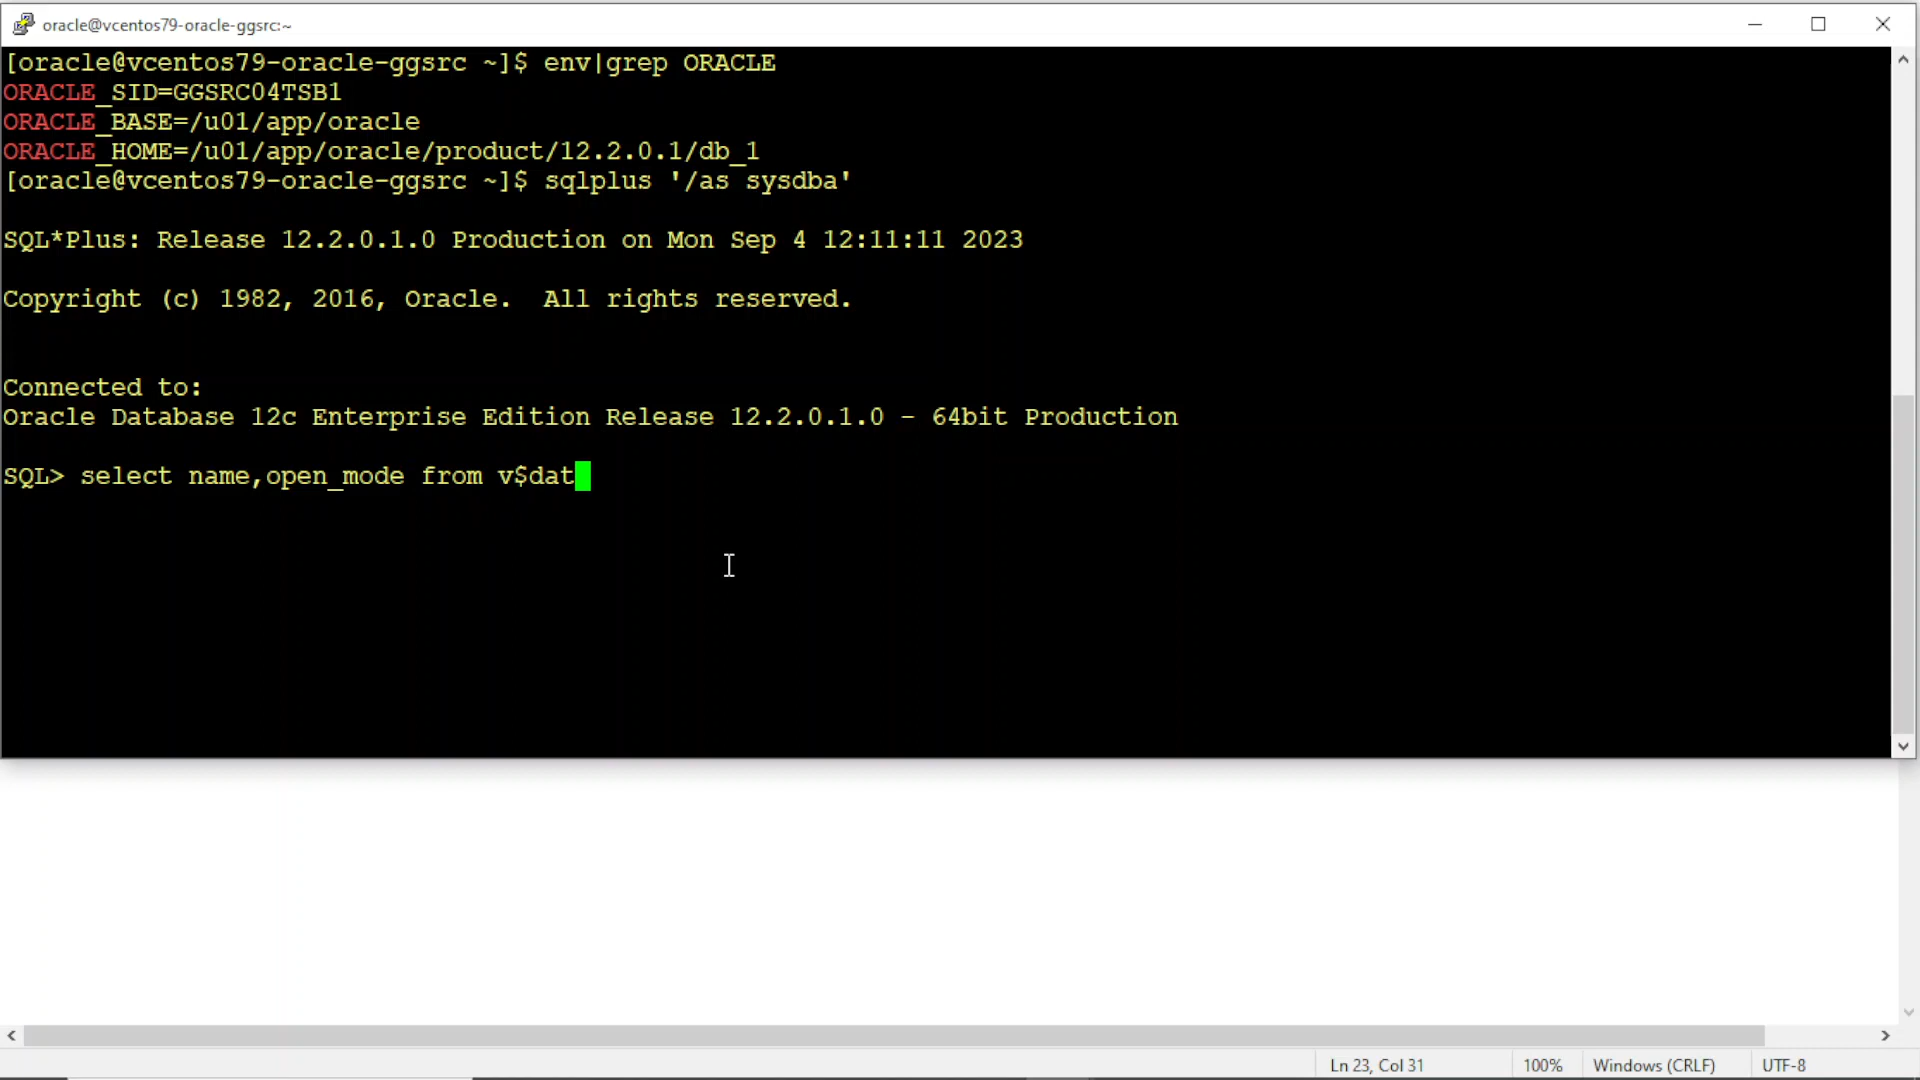 oracle@vcentos79-oracle-ggsrc:~
[oracle@vcentos79-oracle-ggsrc ~]$ env|grep ORACLE
ORACLE_SID=GGSRC04TSB1
ORACLE_BASE=/u01/app/oracle
ORACLE_HOME=/u01/app/oracle/product/12.2.0.1/db_1
[oracle@vcentos79-oracle-ggsrc ~]$ sqlplus '/as sysdba'
SQL*Plus: Release 12.2.0.1.0 Production on Mon Sep 4 12:11:11 2023
Copyright (c) 1982, 2016, Oracle.  All rights reserved.
Connected to:
Oracle Database 12c Enterprise Edition Release 12.2.0.1.0 - 64bit Production
SQL> select name,open_mode from v$dat
Ln 23, Col 31 100% Windows (CRLF) UTF-8